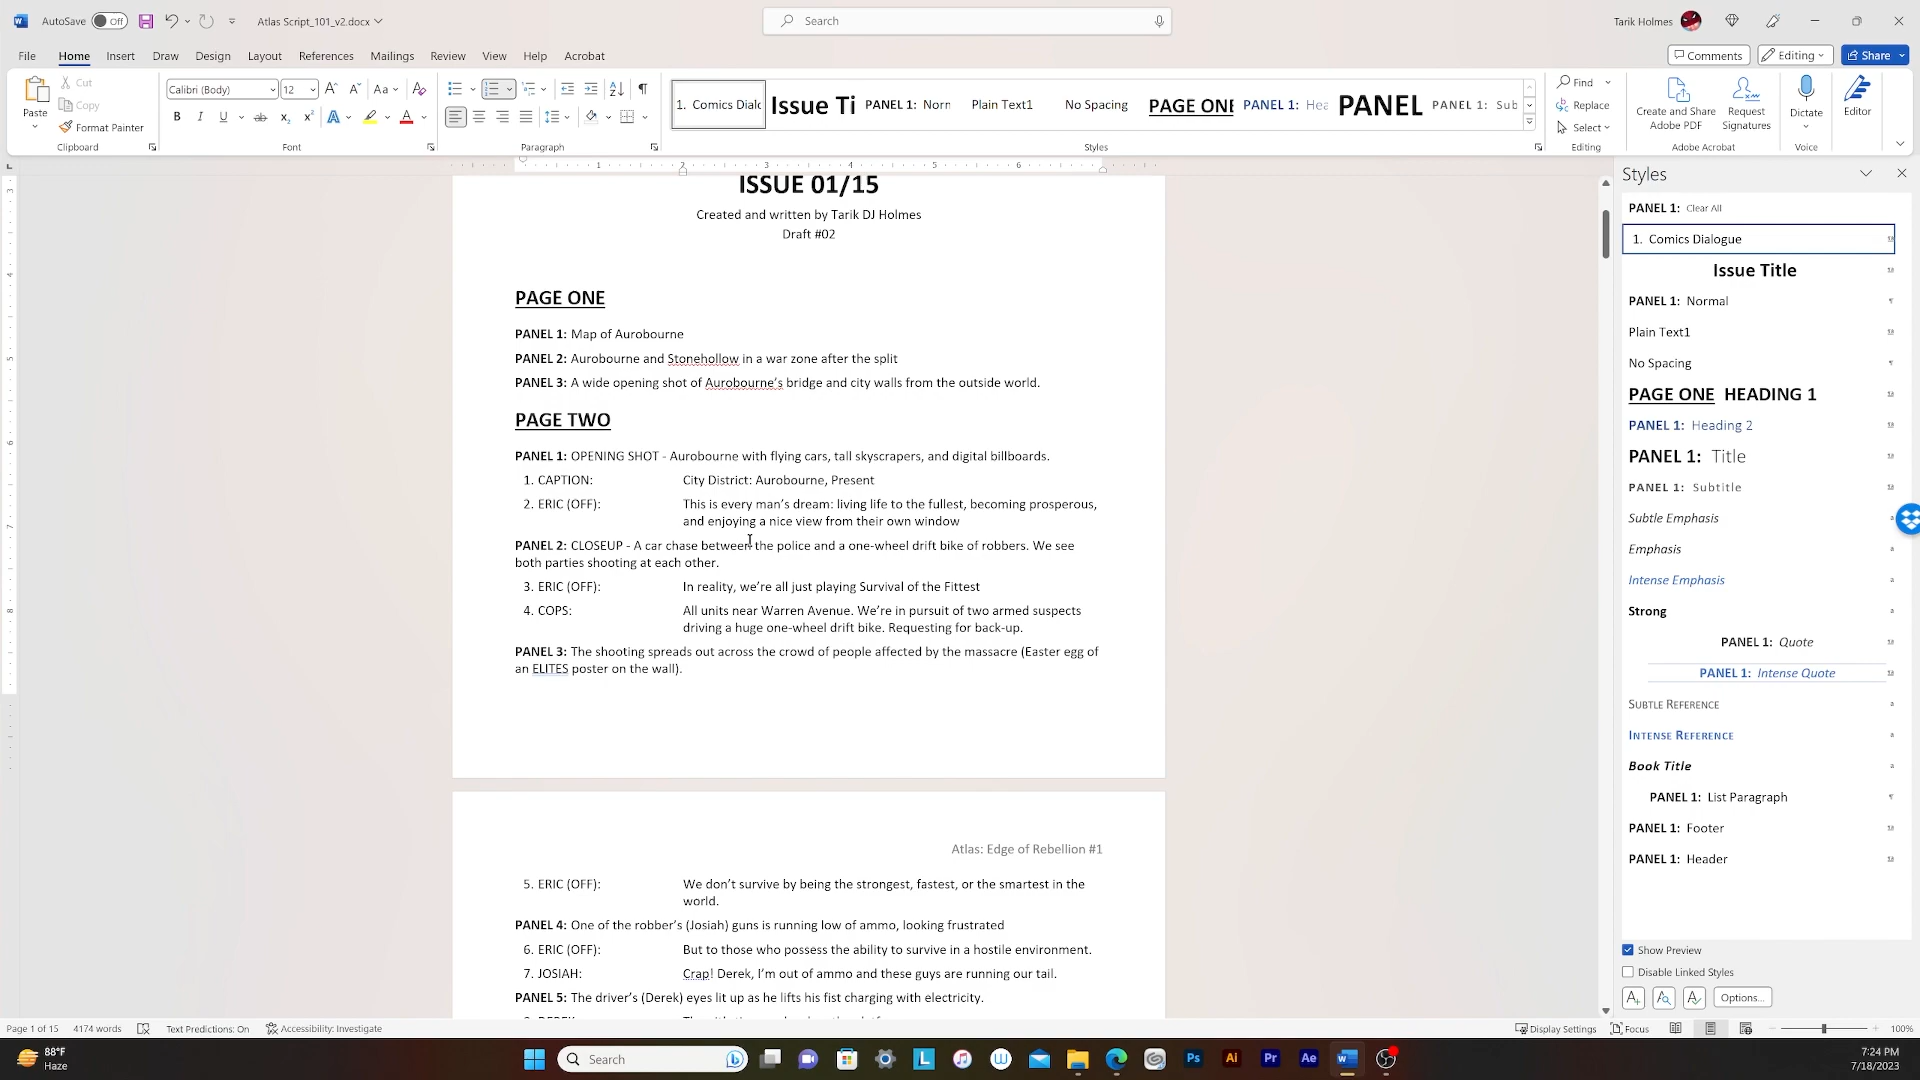 AutoSave Off Atlas Script_101_v2.docx Search Tarik Holmes
File Home Insert Draw Design Layout References Mailings Review View Help Acrobat Comments Editing Share
Paste Cut Copy Format Painter Clipboard
Calibri (Body) 12 Font
Paragraph
1. Comics Dialc Issue Ti PANEL 1: Norn Plain Text1 No Spacing PAGE ONE PANEL 1: Hea PANEL PANEL 1: Sub
Styles
Find Replace Select Editing
Create and Share Adobe PDF Request Signatures Adobe Acrobat
Dictate Voice
Editor
1 2 3 4 5 6
ISSUE 01/15
Created and written by Tarik DJ Holmes
Draft #02
PAGE ONE
PANEL 1: Map of Aurobourne
PANEL 2: Aurobourne and Stonehollow in a war zone after the split
PANEL 3: A wide opening shot of Aurobourne’s bridge and city walls from the outside world.
PAGE TWO
PANEL 1: OPENING SHOT - Aurobourne with flying cars, tall skyscrapers, and digital billboards.
1. CAPTION: City District: Aurobourne, Present
2. ERIC (OFF): This is every man’s dream: living life to the fullest, becoming prosperous,
and enjoying a nice view from their own window
PANEL 2: CLOSEUP - A car chase between the police and a one-wheel drift bike of robbers. We see
both parties shooting at each other.
3. ERIC (OFF): In reality, we’re all just playing Survival of the Fittest
4. COPS: All units near Warren Avenue. We’re in pursuit of two armed suspects
driving a huge one-wheel drift bike. Requesting for back-up.
PANEL 3: The shooting spreads out across the crowd of people affected by the massacre (Easter egg of
an ELITES poster on the wall).
Atlas: Edge of Rebellion #1
5. ERIC (OFF): We don’t survive by being the strongest, fastest, or the smartest in the
world.
PANEL 4: One of the robber’s (Josiah) guns is running low of ammo, looking frustrated
6. ERIC (OFF): But to those who possess the ability to survive in a hostile environment.
7. JOSIAH: Crap! Derek, I’m out of ammo and these guys are running our tail.
PANEL 5: The driver’s (Derek) eyes lit up as he lifts his fist charging with electricity.
Styles
PANEL 1: Clear All
1. Comics Dialogue
Issue Title
PANEL 1: Normal
Plain Text1
No Spacing
PAGE ONE HEADING 1
PANEL 1: Heading 2
PANEL 1: Title
PANEL 1: Subtitle
Subtle Emphasis
Emphasis
Intense Emphasis
Strong
PANEL 1: Quote
PANEL 1: Intense Quote
SUBTLE REFERENCE
INTENSE REFERENCE
Book Title
PANEL 1: List Paragraph
PANEL 1: Footer
PANEL 1: Header
Show Preview
Disable Linked Styles
Options...
Page 1 of 15 4174 words Text Predictions: On Accessibility: Investigate Display Settings Focus 100%
88°F
Haze
Search
Ps Ai Pr Ae
7:24 PM
7/18/2023